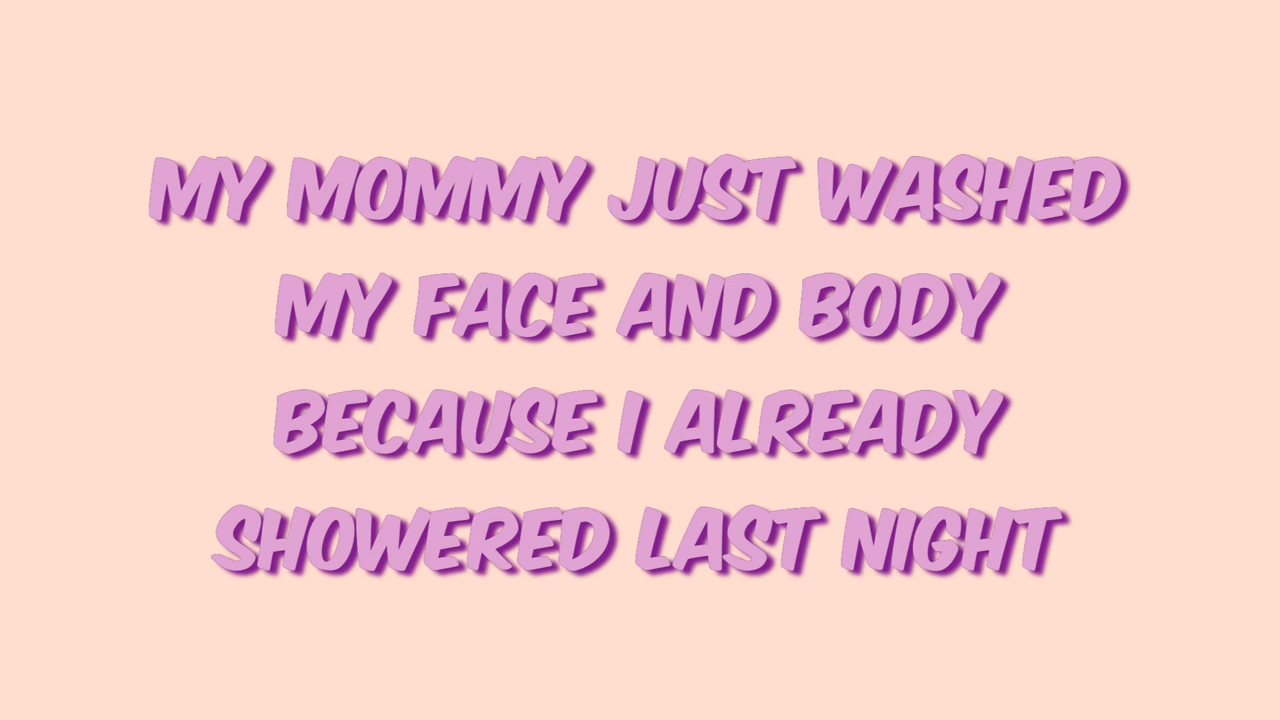 MY MOMMY JUST WASHED
MY FACE AND BODY
BECAUSE I ALREADY
SHOWERED LAST NIGHT